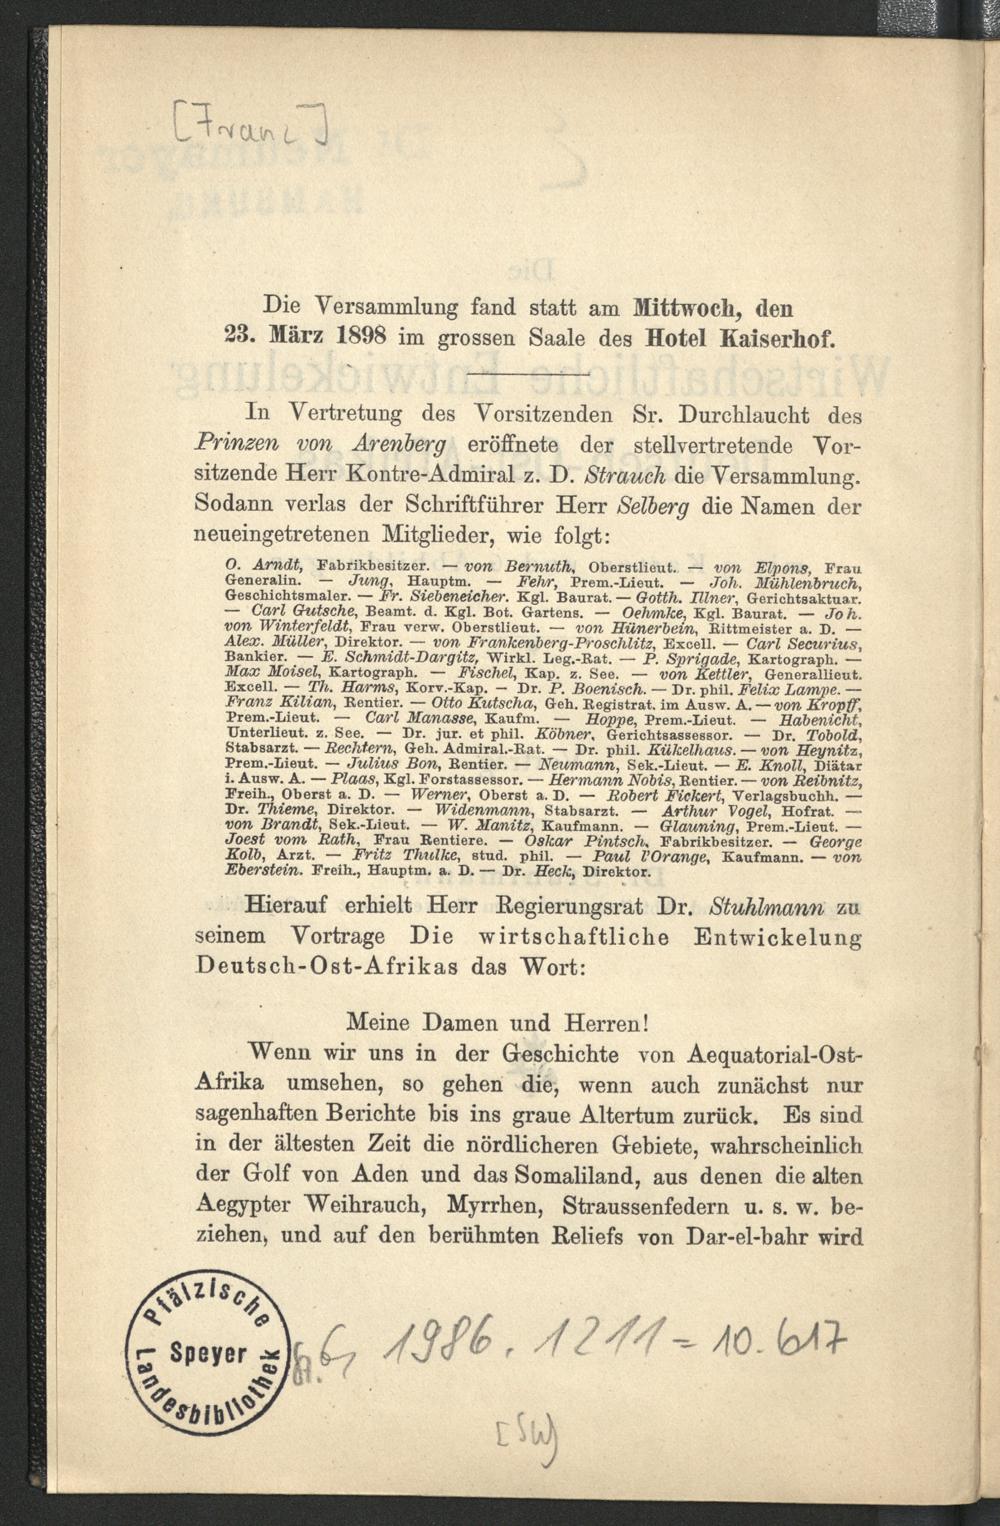 [Franz]
Die Versammlung fand statt am Mittwoch, den
23. März 1898 im grossen Saale des Hotel Kaiserhof.
In Vertretung des Vorsitzenden Sr. Durchlaucht des
Prinzen von Arenberg eröffnete der stellvertretende Vor-
sitzende Herr Kontre-Admiral z. D. Strauch die Versammlung.
Sodann verlas der Schriftführer Herr Selberg die Namen der
neueingetretenen Mitglieder, wie folgt:
O. Arndt, Fabrikbesitzer. — von Bernuth, Oberstlieut. — von Elpons, Frau
Generalin. — Jung, Hauptm. — Fehr, Prem.-Lieut. — Joh. Mühlenbruch,
Geschichtsmaler. — Fr. Siebeneicher. Kgl. Baurat. — Gotth. Illner, Gerichtsaktuar.
— Carl Gutsche, Beamt. d. Kgl. Bot. Gartens. — Oehmke, Kgl. Baurat. — Joh.
von Winterfeldt, Frau verw. Oberstlieut. — von Hünerbein, Rittmeister a. D. —
Alex. Müller, Direktor. — von Frankenberg-Proschlitz, Excell. — Carl Securius,
Bankier. — E. Schmidt-Dargitz, Wirkl. Leg.-Rat. — P. Sprigade, Kartograph. —
Max Moisel, Kartograph. — Fischel, Kap. z. See. — von Kettler, Generallieut.
Excell. — Th. Harms, Korv.-Kap. — Dr. P. Boenisch. — Dr. phil. Felix Lampe. —
Franz Kilian, Rentier. — Otto Kutscha, Geh. Registrat. im Ausw. A. — von Kropff,
Prem.-Lieut. — Carl Manasse, Kaufm. — Hoppe, Prem.-Lieut. — Habenicht,
Unterlieut. z. See. — Dr. jur. et phil. Köbner, Gerichtsassessor. — Dr. Tobold,
Stabsarzt. — Rechtern, Geh. Admiral.-Rat. — Dr. phil. Kükelhaus. — von Heynitz,
Prem.-Lieut. — Julius Bon, Rentier. — Neumann, Sek.-Lieut. — E. Knoll, Diätar
i. Ausw. A. — Plaas, Kgl. Forstassessor. — Hermann Nobis, Rentier. — von Reibnitz,
Freih., Oberst a. D. — Werner, Oberst a. D. — Robert Fickert, Verlagsbuchh. —
Dr. Thieme, Direktor. — Widenmann, Stabsarzt. — Arthur Vogel, Hofrat. —
von Brandt, Sek.-Lieut. — W. Manitz, Kaufmann. — Glauning, Prem.-Lieut. —
Joest vom Rath, Frau Rentiere. — Oskar Pintsch, Fabrikbesitzer. — George
Kolb, Arzt. — Fritz Thulke, stud. phil. — Paul l'Orange, Kaufmann. — von
Eberstein. Freih., Hauptm. a. D. — Dr. Heck, Direktor.
Hierauf erhielt Herr Regierungsrat Dr. Stuhlmann zu
seinem Vortrage Die wirtschaftliche Entwickelung
Deutsch-Ost-Afrikas das Wort:
Meine Damen und Herren!
Wenn wir uns in der Geschichte von Aequatorial-Ost-
Afrika umsehen, so gehen die, wenn auch zunächst nur
sagenhaften Berichte bis ins graue Altertum zurück. Es sind
in der ältesten Zeit die nördlicheren Gebiete, wahrscheinlich
der Golf von Aden und das Somaliland, aus denen die alten
Aegypter Weihrauch, Myrrhen, Straussenfedern u. s. w. be-
ziehen, und auf den berühmten Reliefs von Dar-el-bahr wird
Pfälzische
Speyer
Landesbibliothek
1986. 1211 = 10.617
[SW]